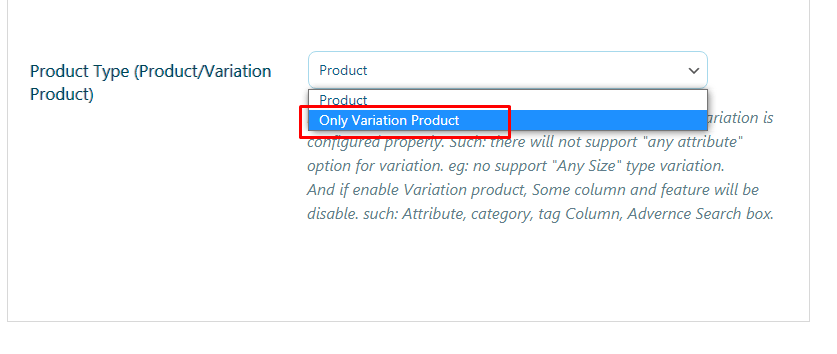 Product Type (Product/Variation
Product)
Product
Product
Only Variation Product
ariation is
configured properly. Such: there will not support "any attribute"
option for variation. eg: no support "Any Size" type variation.
And if enable Variation product, Some column and feature will be
disable. such: Attribute, category, tag Column, Advernce Search box.